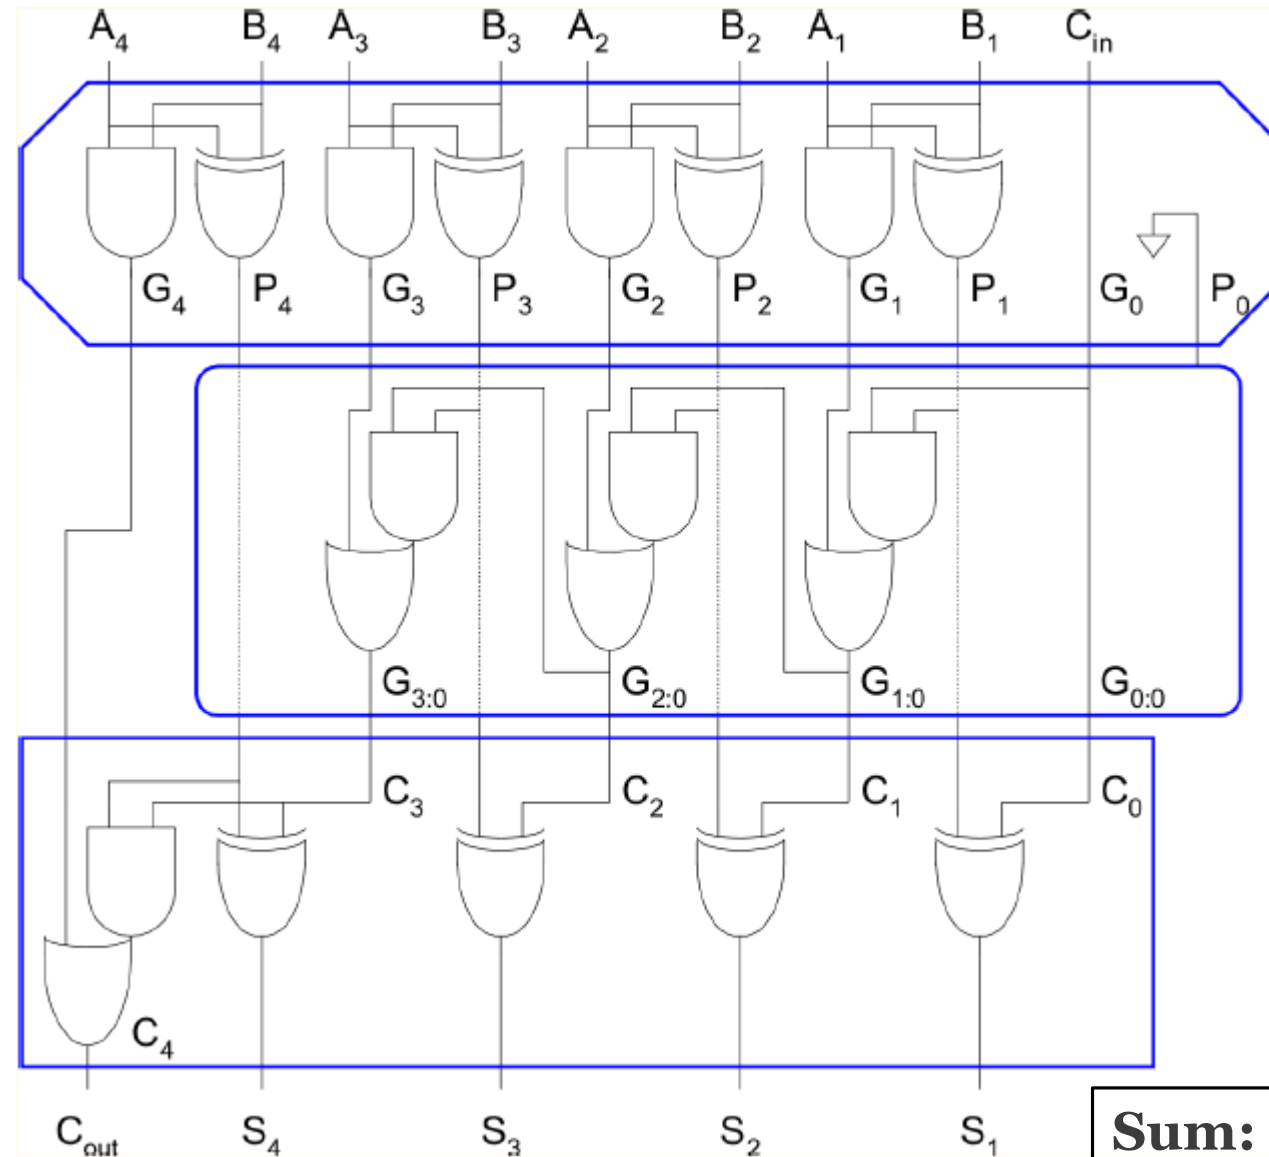 A₄ B₄ A₃ B₃ A₂ B₂ A₁ B₁ Cᵢₙ
G₄ P₄ G₃ P₃ G₂ P₂ G₁ P₁ G₀ P₀
G₃:₀ G₂:₀ G₁:₀ G₀:₀
C₃ C₂ C₁ C₀
C₄
Cₒᵤₜ S₄ S₃ S₂ S₁
Sum: